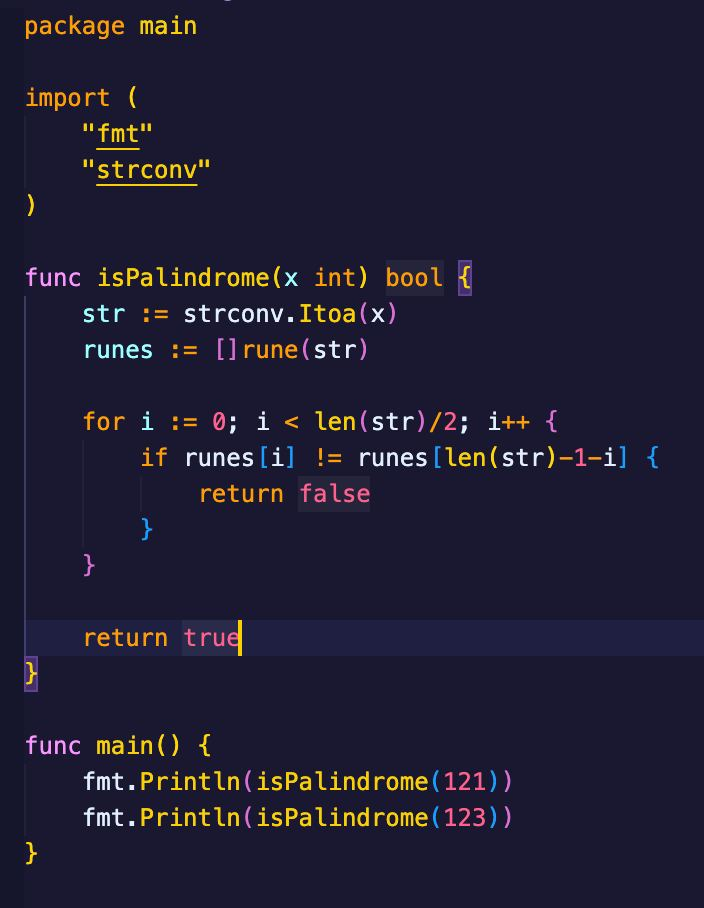 package main
import (
    "fmt"
    "strconv"
)
func isPalindrome(x int) bool {
    str := strconv.Itoa(x)
    runes := []rune(str)
    for i := 0; i < len(str)/2; i++ {
        if runes[i] != runes[len(str)-1-i] {
            return false
        }
    }
    return true
}
func main() {
    fmt.Println(isPalindrome(121))
    fmt.Println(isPalindrome(123))
}